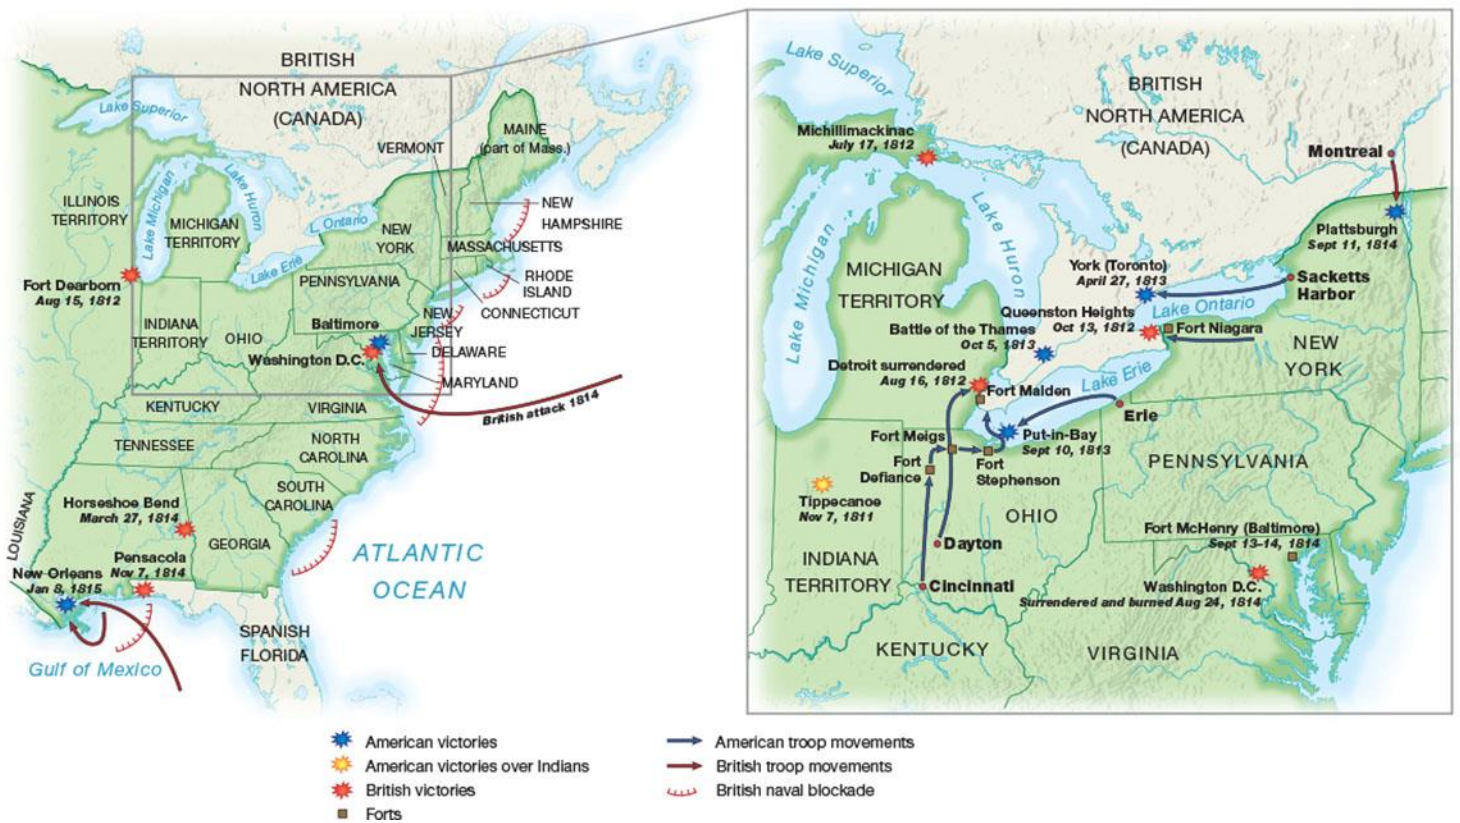 BRITISH
NORTH AMERICA
(CANADA)
Lake Superior
MAINE
(part of Mass.)
VERMONT
ILLINOIS
TERRITORY
Lake Michigan
Lake Huron
MICHIGAN
TERRITORY
L. Ontario
NEW
YORK
NEW
HAMPSHIRE
MASSACHUSETTS
Lake Erie
RHODE
ISLAND
CONNECTICUT
Fort Dearborn
Aug 15, 1812
PENNSYLVANIA
NEW
JERSEY
INDIANA
TERRITORY
OHIO
Baltimore
Washington D.C.
DELAWARE
MARYLAND
British attack 1814
KENTUCKY
VIRGINIA
TENNESSEE
NORTH
CAROLINA
SOUTH
CAROLINA
LOUISIANA
Horseshoe Bend
March 27, 1814
GEORGIA
Pensacola
Nov 7, 1814
New Orleans
Jan 8, 1815
ATLANTIC
OCEAN
SPANISH
FLORIDA
Gulf of Mexico
Lake Superior
BRITISH
NORTH AMERICA
(CANADA)
Michillimackinac
July 17, 1812
Montreal
Plattsburgh
Sept 11, 1814
Lake Michigan
Lake Huron
MICHIGAN
TERRITORY
York (Toronto)
April 27, 1813
Sacketts
Harbor
Lake Ontario
Queenston Heights
Oct 13, 1812
Fort Niagara
Battle of the Thames
Oct 5, 1813
NEW
YORK
Detroit surrendered
Aug 16, 1812
Fort Malden
Lake Erie
Erie
Fort Meigs
Put-in-Bay
Sept 10, 1813
Fort
Defiance
Fort
Stephenson
PENNSYLVANIA
Tippecanoe
Nov 7, 1811
OHIO
Fort McHenry (Baltimore)
Sept 13–14, 1814
Dayton
INDIANA
TERRITORY
Cincinnati
Washington D.C.
Surrendered and burned Aug 24, 1814
KENTUCKY
VIRGINIA
American victories
American victories over Indians
British victories
Forts
American troop movements
British troop movements
British naval blockade